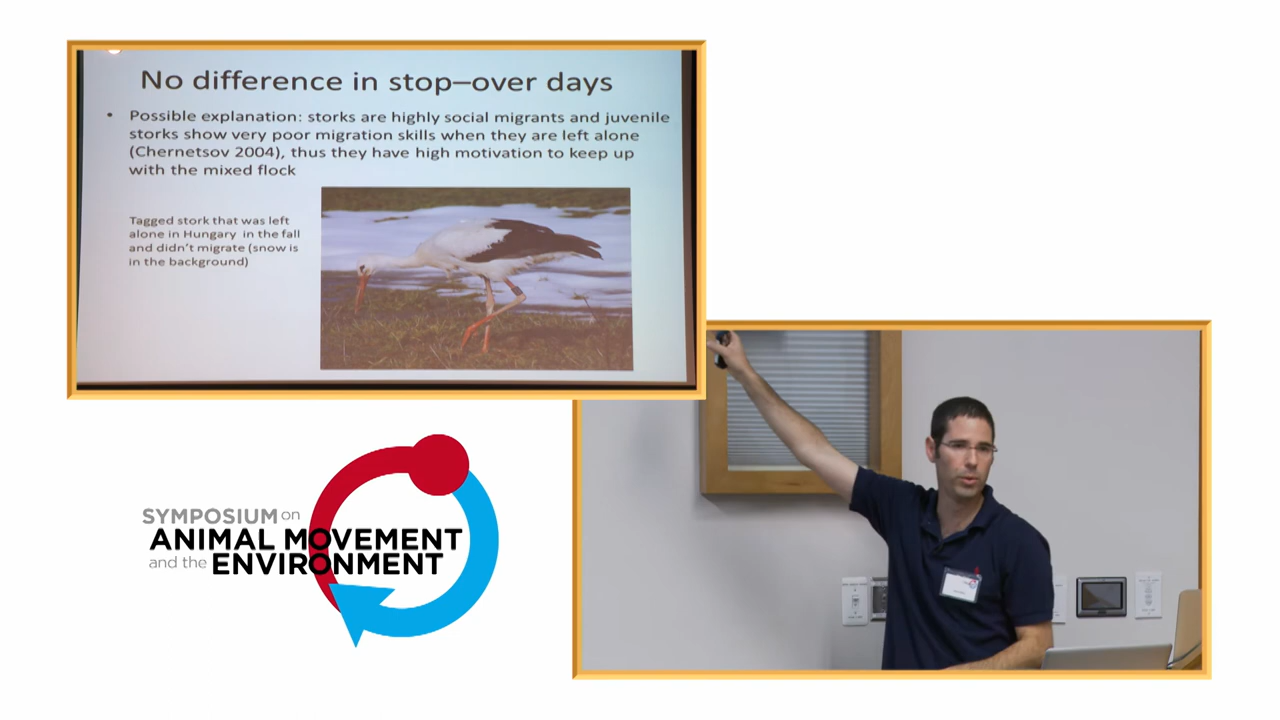 No difference in stop–over days
• Possible explanation: storks are highly social migrants and juvenile
storks show very poor migration skills when they are left alone
(Chernetsov 2004), thus they have high motivation to keep up
with the mixed flock
Tagged stork that was left
alone in Hungary in the fall
and didn't migrate (snow is
in the background)
SYMPOSIUM on
ANIMAL MOVEMENT
and the ENVIRONMENT